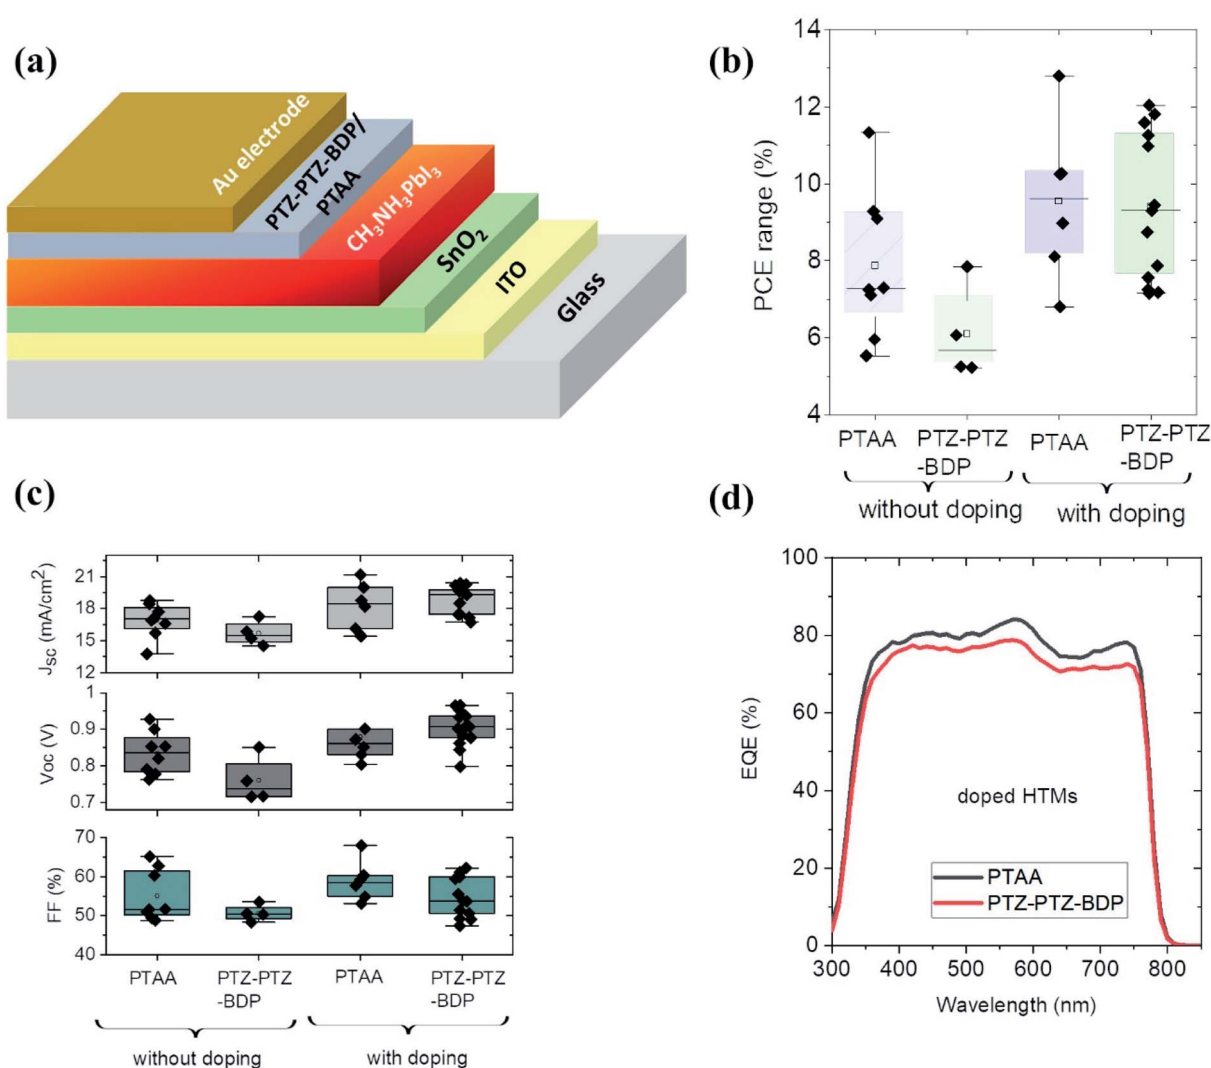 (a)
Au electrode
PTZ-PTZ-BDP/
PTAA
CH₃NH₃PbI₃
SnO₂
ITO
Glass
(b)
PCE range (%)
14
12
10
8
6
4
PTAA
PTZ-PTZ
-BDP
PTAA
PTZ-PTZ
-BDP
without doping
with doping
(c)
J_SC (mA/cm²)
21
18
15
12
Voc (V)
1
0.9
0.8
0.7
FF (%)
70
60
50
40
PTAA
PTZ-PTZ
-BDP
PTAA
PTZ-PTZ
-BDP
without doping
with doping
(d)
EQE (%)
100
80
60
40
20
0
doped HTMs
PTAA
PTZ-PTZ-BDP
300 400 500 600 700 800
Wavelength (nm)